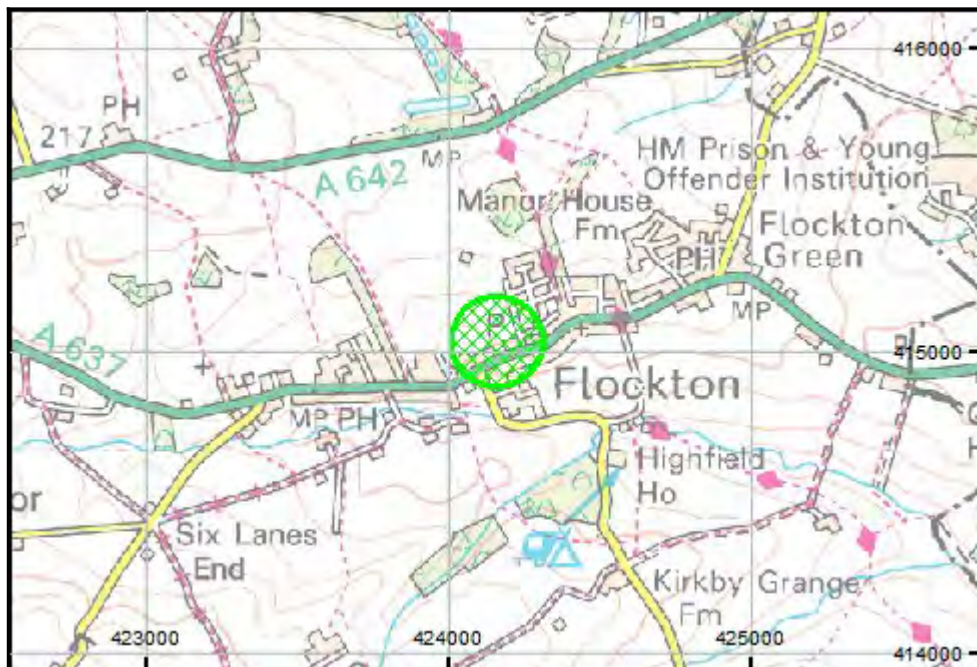 416000
PH
217
A 642
MP
HM Prison & Young
Offender Institution
Manor House
Fm
PH
Flockton
Green
MP
A 637
415000
Flockton
MP PH
Highfield
Ho
or
Six Lanes
End
Kirkby Grange
Fm
423000
424000
425000
414000